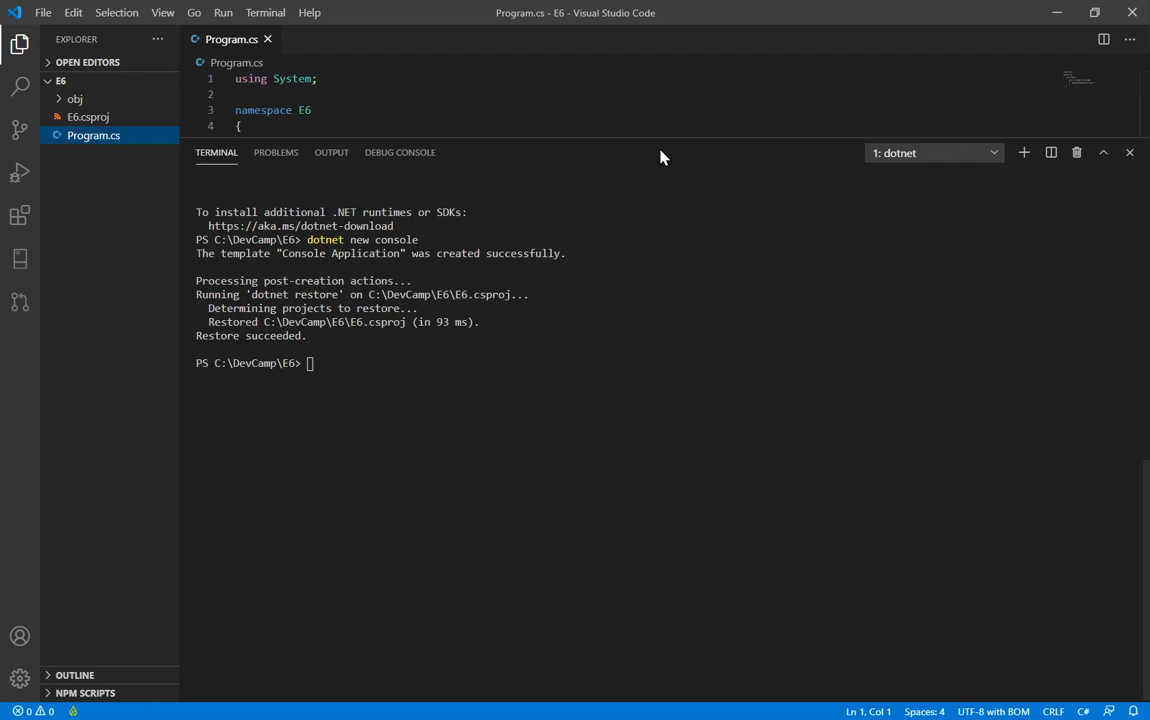 File Edit Selection View Go Run Terminal Help
Program.cs - E6 - Visual Studio Code
EXPLORER
OPEN EDITORS
E6
obj
E6.csproj
Program.cs
OUTLINE
NPM SCRIPTS
Program.cs
Program.cs
1 using System;
2
3 namespace E6
4 {
TERMINAL PROBLEMS OUTPUT DEBUG CONSOLE
1: dotnet
To install additional .NET runtimes or SDKs:
https://aka.ms/dotnet-download
PS C:\DevCamp\E6> dotnet new console
The template "Console Application" was created successfully.
Processing post-creation actions...
Running 'dotnet restore' on C:\DevCamp\E6\E6.csproj...
Determining projects to restore...
Restored C:\DevCamp\E6\E6.csproj (in 93 ms).
Restore succeeded.
PS C:\DevCamp\E6>
0 0
Ln 1, Col 1 Spaces: 4 UTF-8 with BOM CRLF C#